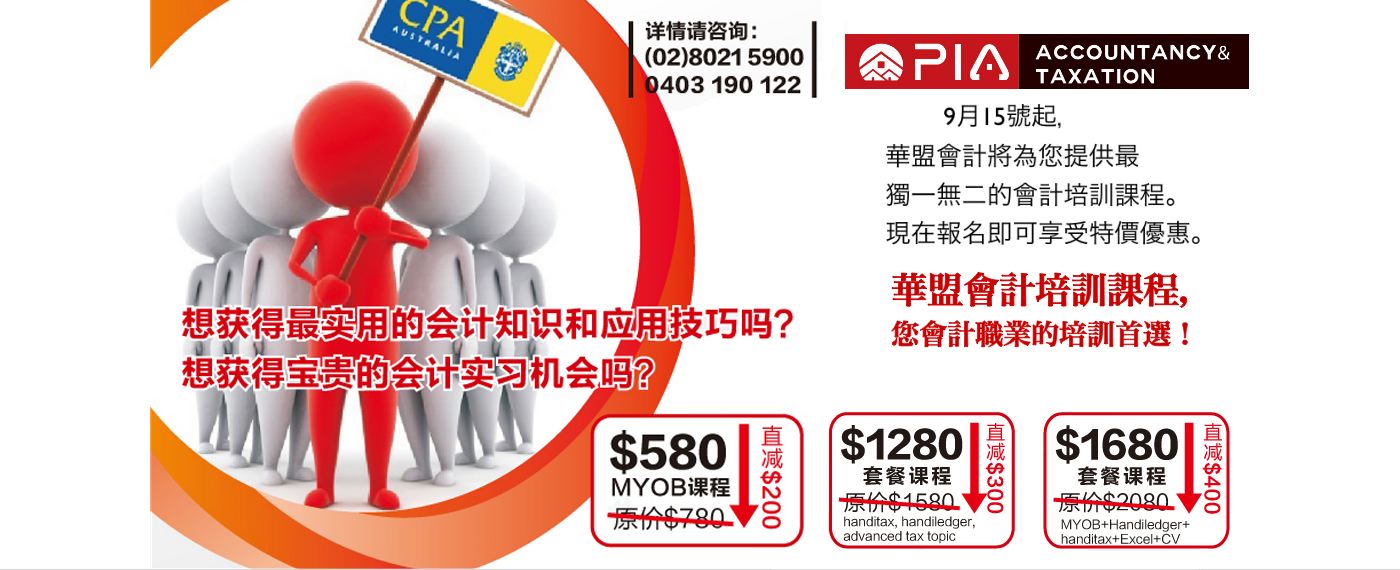 CPA
AUSTRALIA
详情请咨询：
(02)8021 5900
0403 190 122
PIA
ACCOUNTANCY&
TAXATION
9月15號起,
華盟會計將為您提供最
獨一無二的會計培訓課程。
現在報名即可享受特價優惠。
華盟會計培訓課程,
您會計職業的培訓首選！
想获得最实用的会计知识和应用技巧吗？
想获得宝贵的会计实习机会吗？
$580
MYOB课程
原价$780
直减$200
$1280
套餐课程
原价$1580
handitax, handiledger,
advanced tax topic
直减$300
$1680
套餐课程
原价$2080
MYOB+Handiledger+
handitax+Excel+CV
直减$400